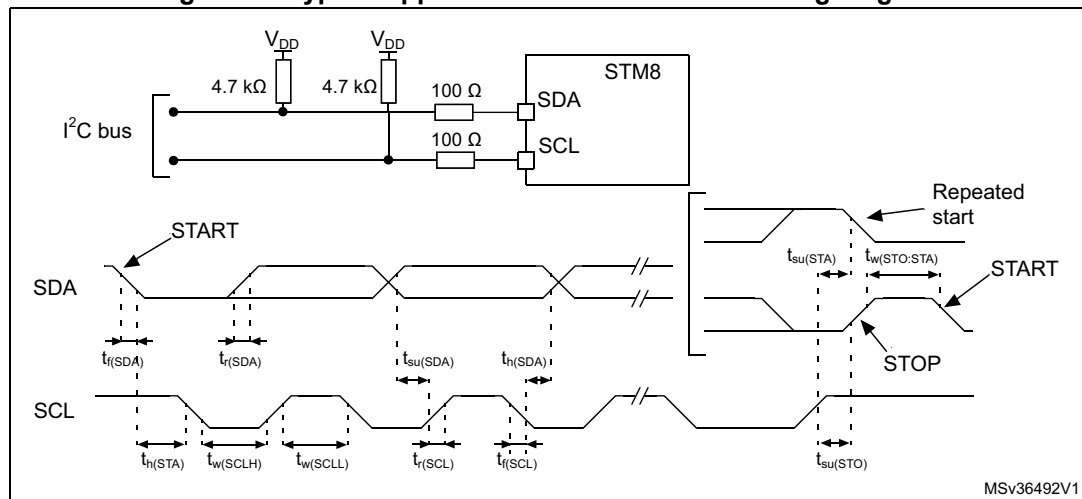 V_DD V_DD
STM8
4.7 kΩ 4.7 kΩ 100 Ω
SDA
I²C bus
100 Ω
SCL
Repeated
start
START
t_su(STA) t_w(STO:STA)
START
SDA
t_f(SDA) t_r(SDA) t_su(SDA) t_h(SDA)
STOP
SCL
t_h(STA) t_w(SCLH) t_w(SCLL) t_r(SCL) t_f(SCL) t_su(STO)
MSv36492V1